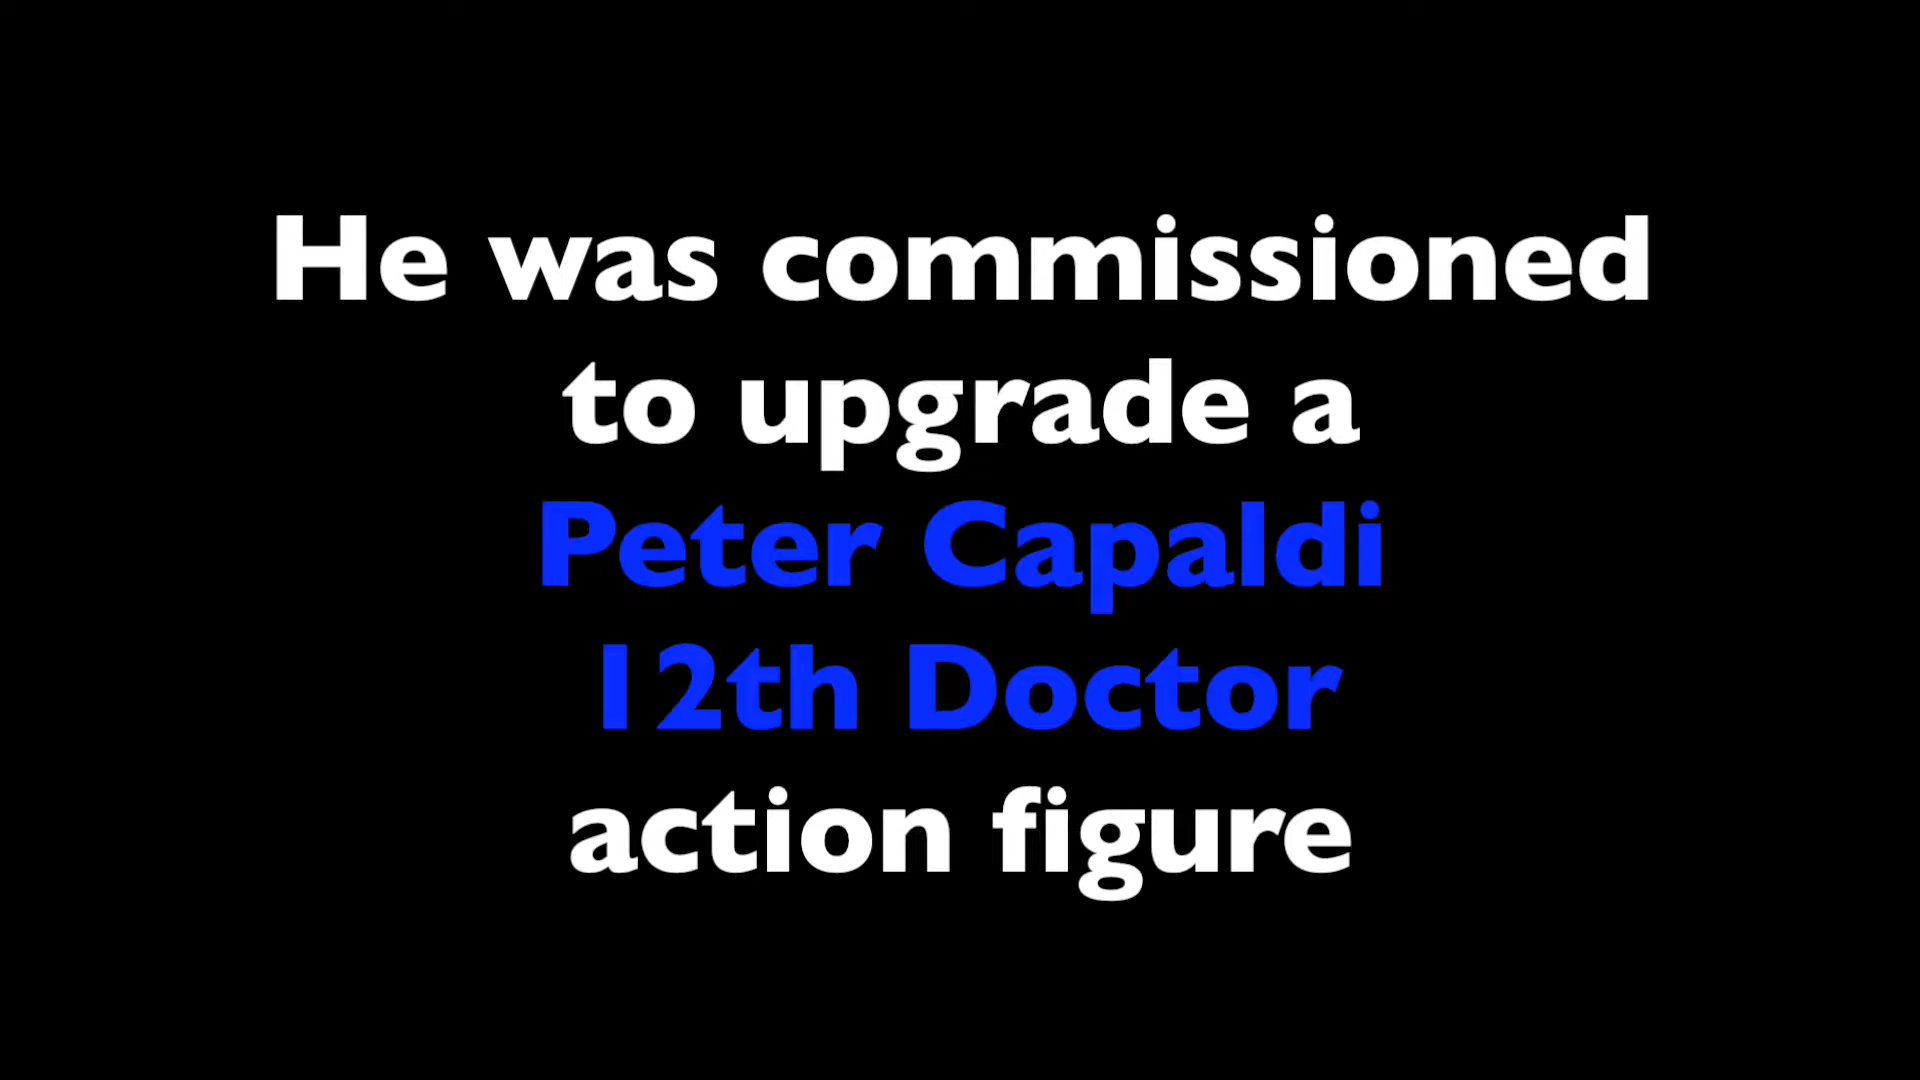 He was commissioned
to upgrade a
Peter Capaldi
12th Doctor
action figure